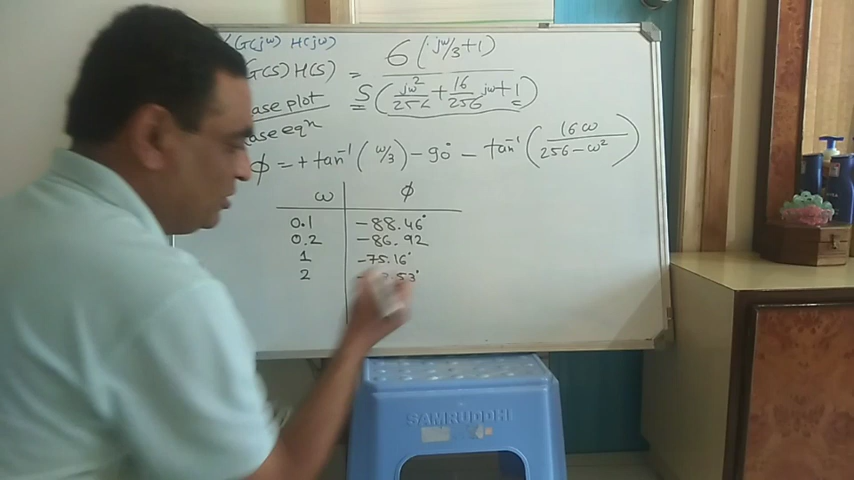 G(jω) H(jω)
G(s) H(s) = 6 (jω/3 + 1) / S (jω²/256 + 16/256 jω + 1)
ase plot
ase eqⁿ
ϕ = + tan⁻¹ (ω/3) - 90° - tan⁻¹ (16ω / 256 - ω²)
ω ϕ
0.1 -88.46°
0.2 -86.92
1 -75.16°
2 .53°
SAMRUDDHI